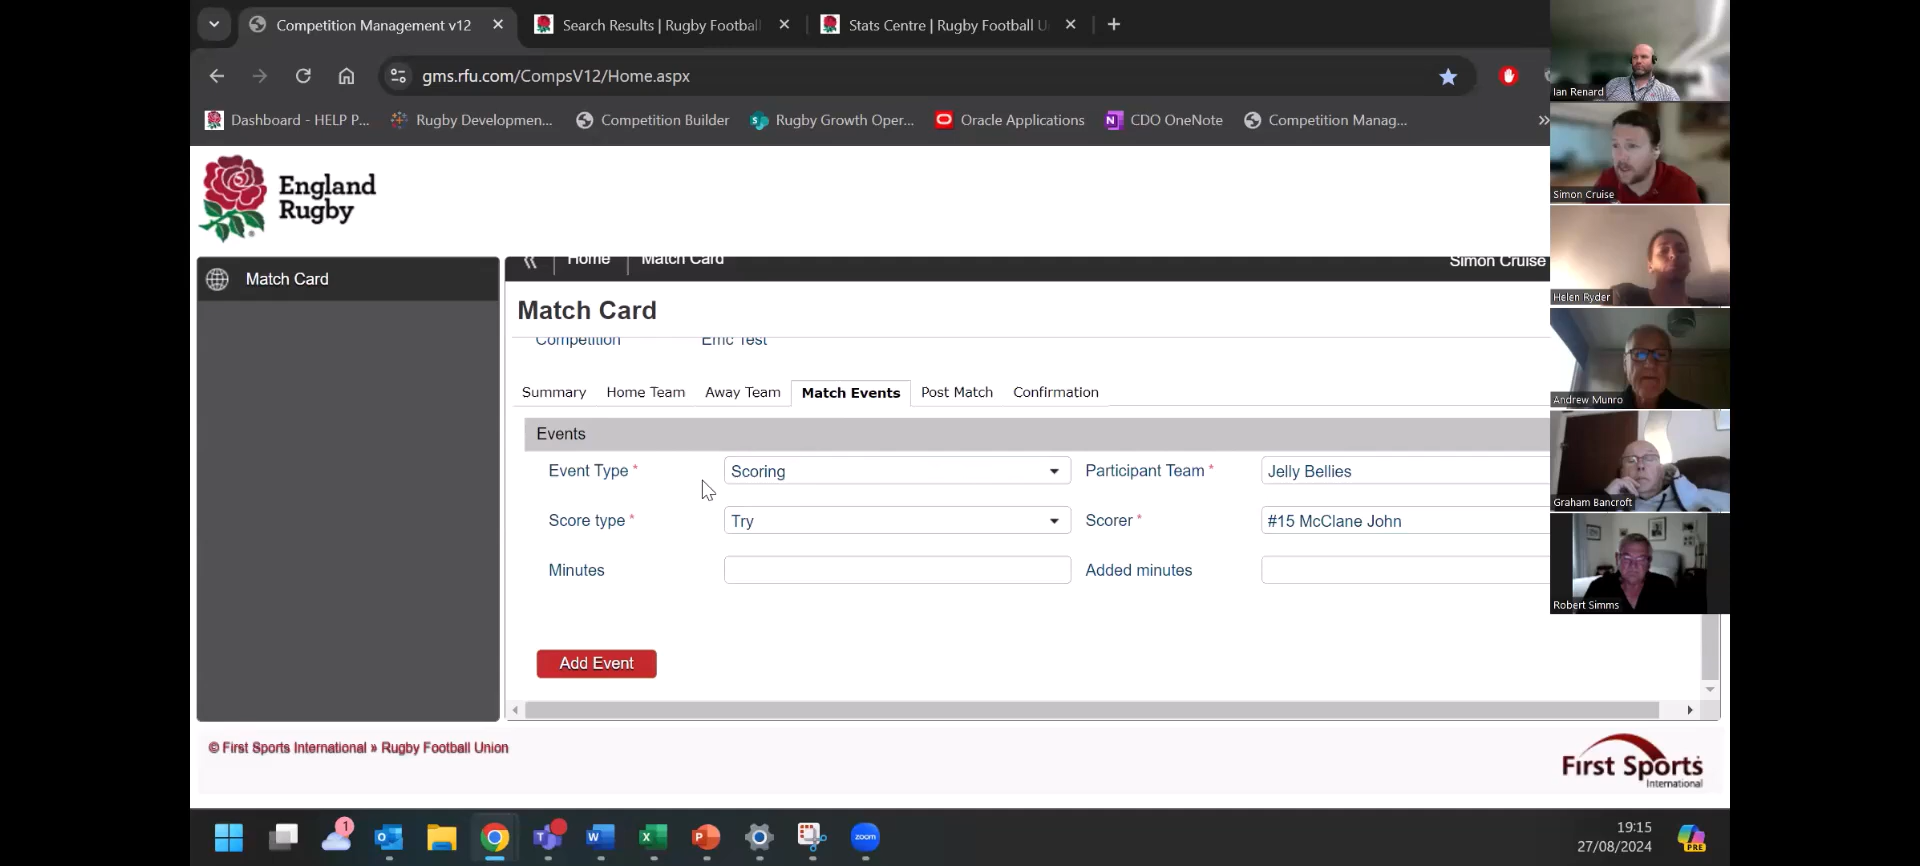 Competition Management v12
Search Results | Rugby Football
Stats Centre | Rugby Football U
gms.rfu.com/CompsV12/Home.aspx
Dashboard - HELP P...
Rugby Developmen...
Competition Builder
Rugby Growth Oper...
Oracle Applications
CDO OneNote
Competition Manag...
England
Rugby
Match Card
Home
Match Card
Simon Cruise
Match Card
Competition
Emc Test
Summary
Home Team
Away Team
Match Events
Post Match
Confirmation
Events
Event Type *
Scoring
Participant Team *
Jelly Bellies
Score type *
Try
Scorer *
#15 McClane John
Minutes
Added minutes
Add Event
© First Sports International » Rugby Football Union
First Sports
International
Ian Renard
Simon Cruise
Helen Ryder
Andrew Munro
Graham Bancroft
Robert Simms
1
zoom
19:15
27/08/2024
PRE